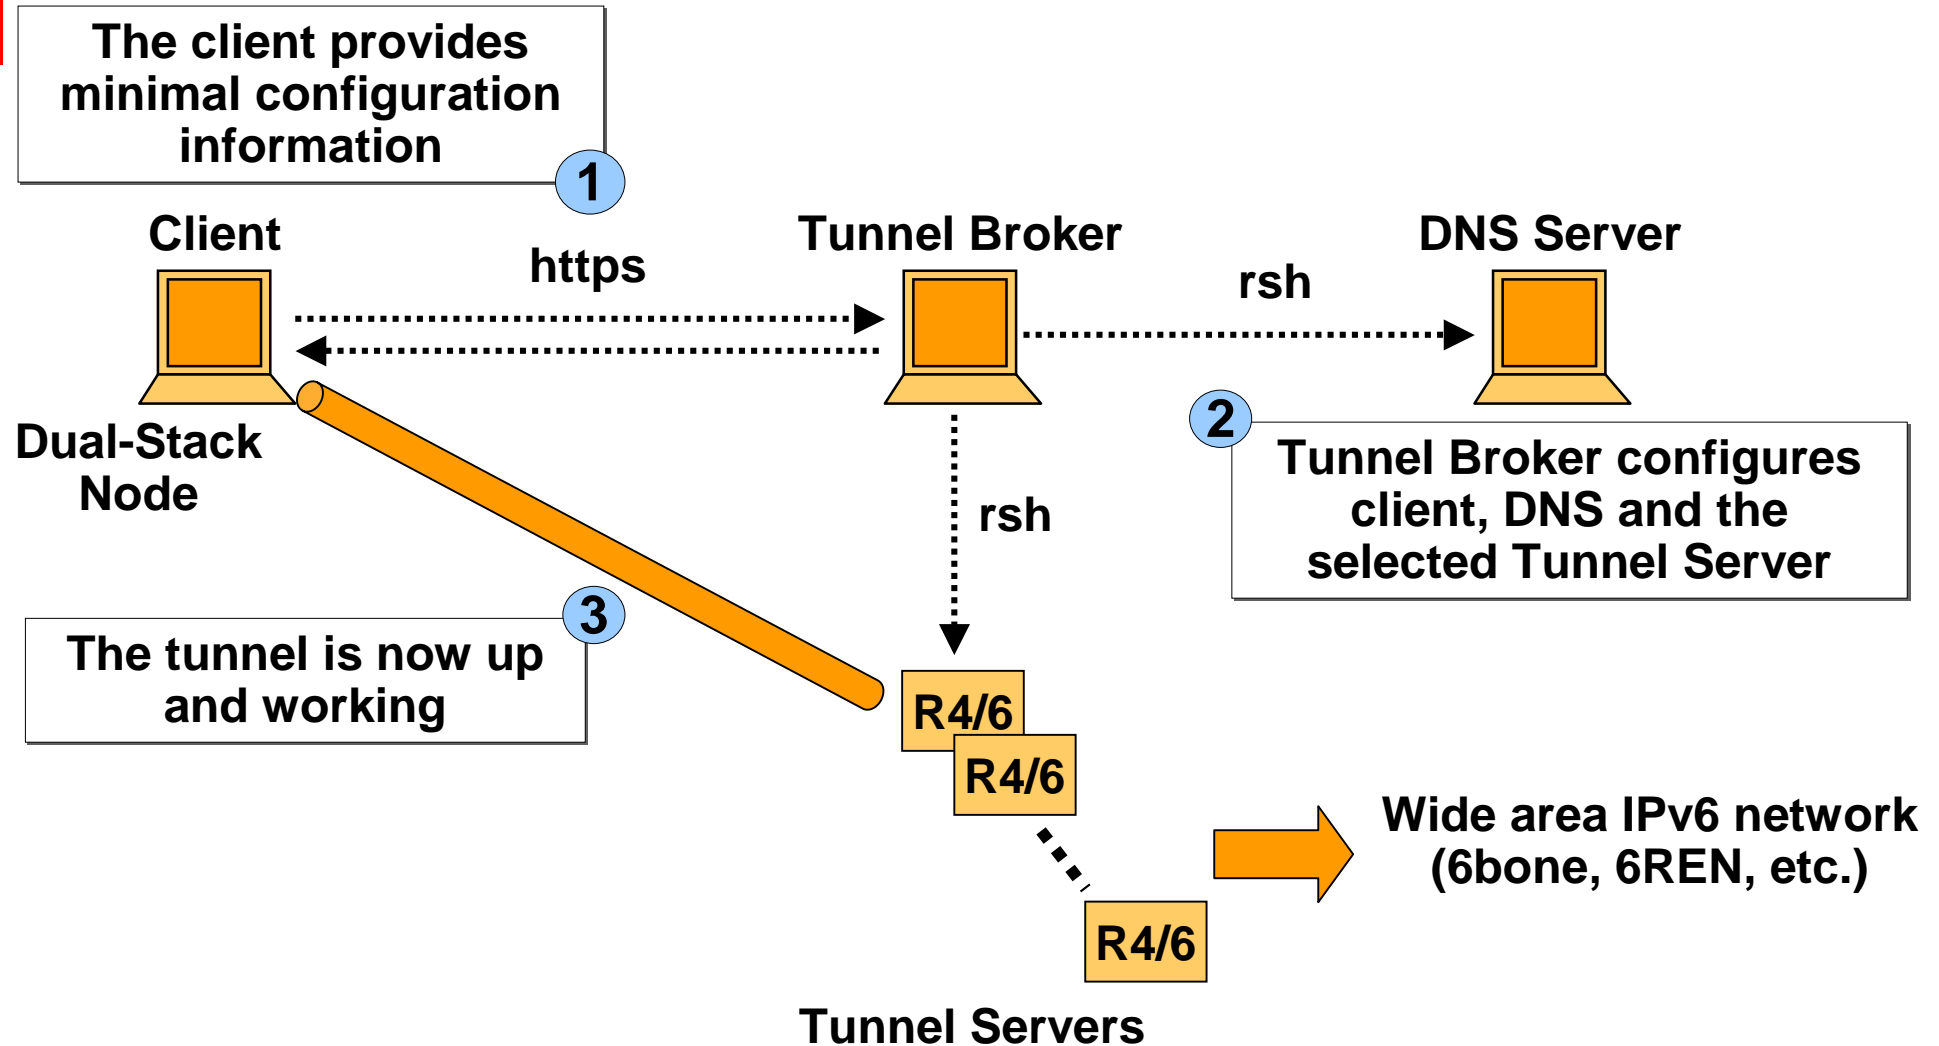 The client provides
minimal configuration
information
1
Client
https
Tunnel Broker
rsh
DNS Server
Dual-Stack
Node
rsh
2
Tunnel Broker configures
client, DNS and the
selected Tunnel Server
3
The tunnel is now up
and working
R4/6
R4/6
R4/6
Wide area IPv6 network
(6bone, 6REN, etc.)
Tunnel Servers